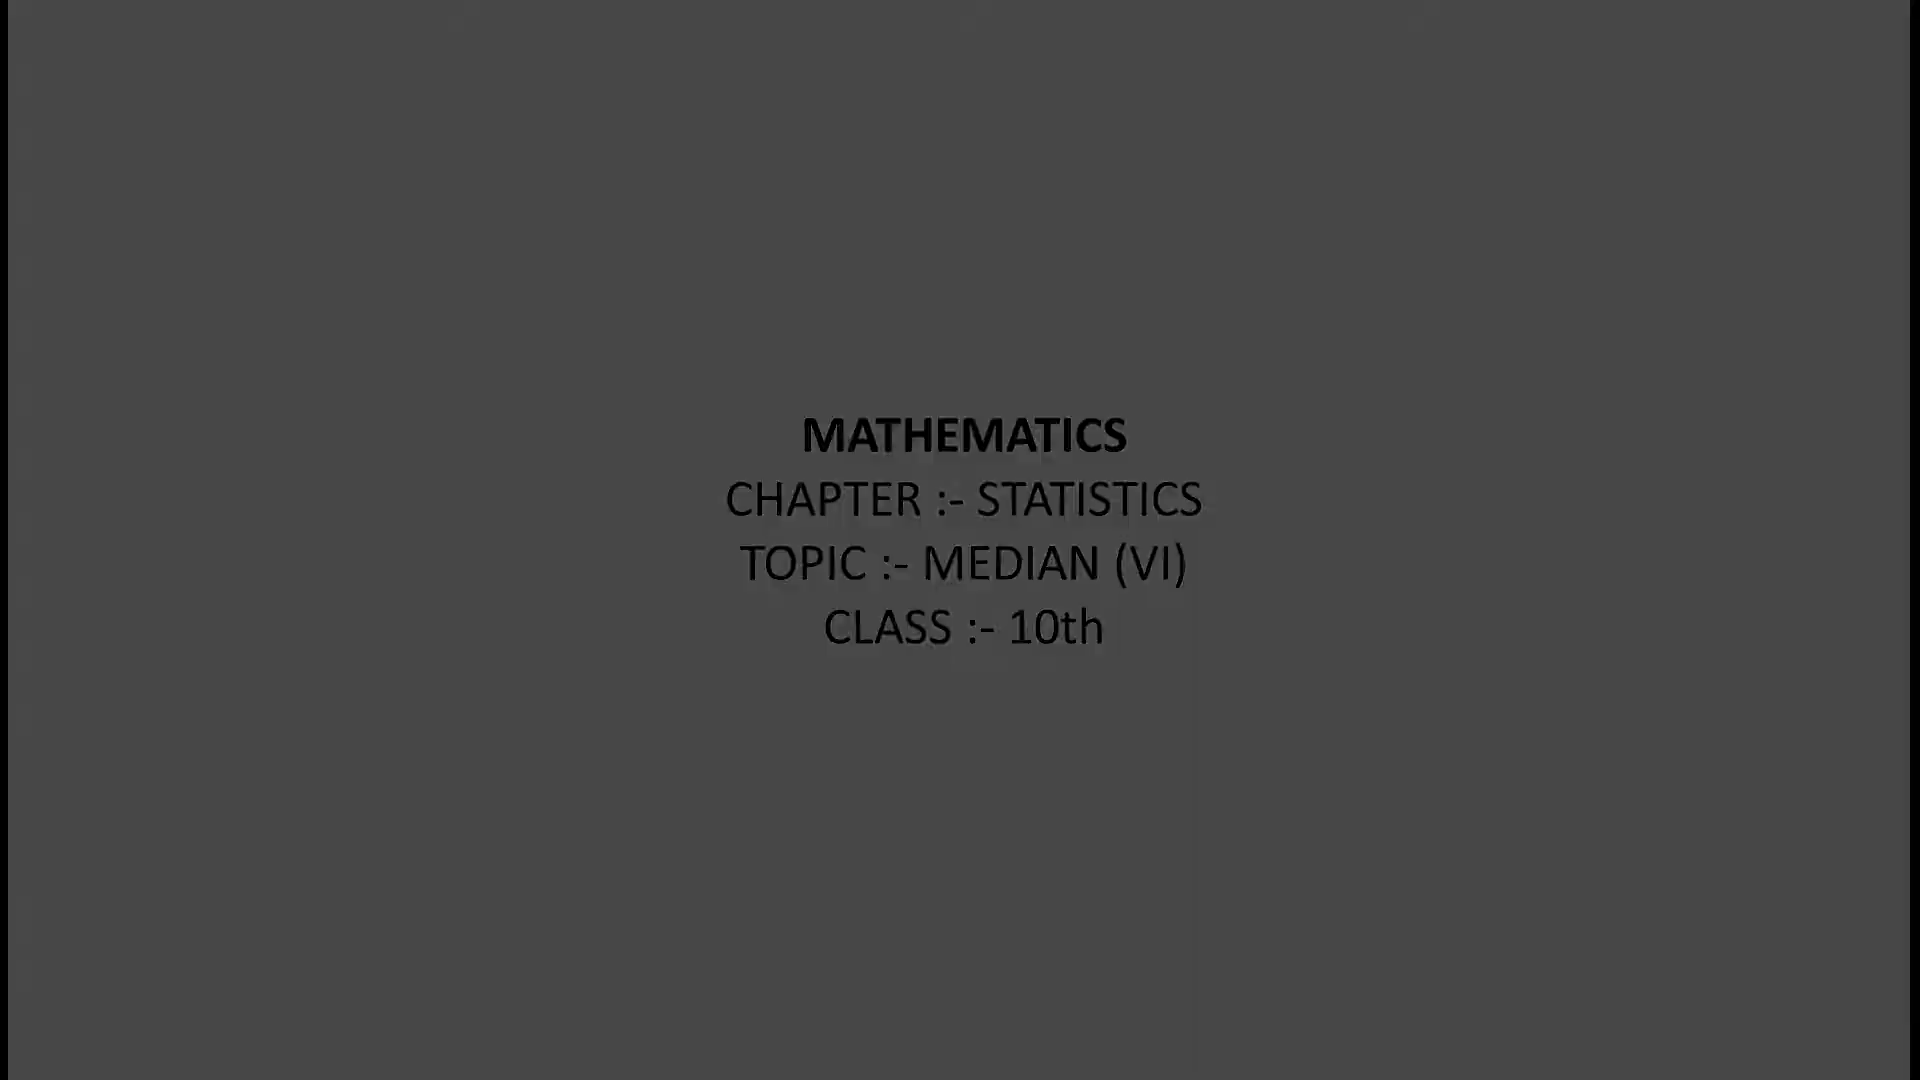 MATHEMATICS
CHAPTER :- STATISTICS
TOPIC :- MEDIAN (VI)
CLASS :- 10th